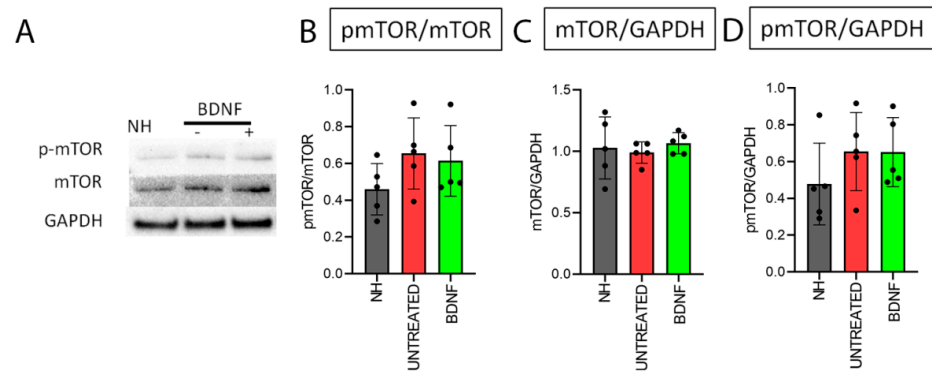 A
BDNF
NH
-
+
p-mTOR
mTOR
GAPDH
B
pmTOR/mTOR
pmTOR/mTOR
1.0
0.8
0.6
0.4
0.2
0.0
NH
UNTREATED
BDNF
C
mTOR/GAPDH
mTOR/GAPDH
1.5
1.0
0.5
0.0
NH
UNTREATED
BDNF
D
pmTOR/GAPDH
pmTOR/GAPDH
1.0
0.8
0.6
0.4
0.2
0.0
NH
UNTREATED
BDNF